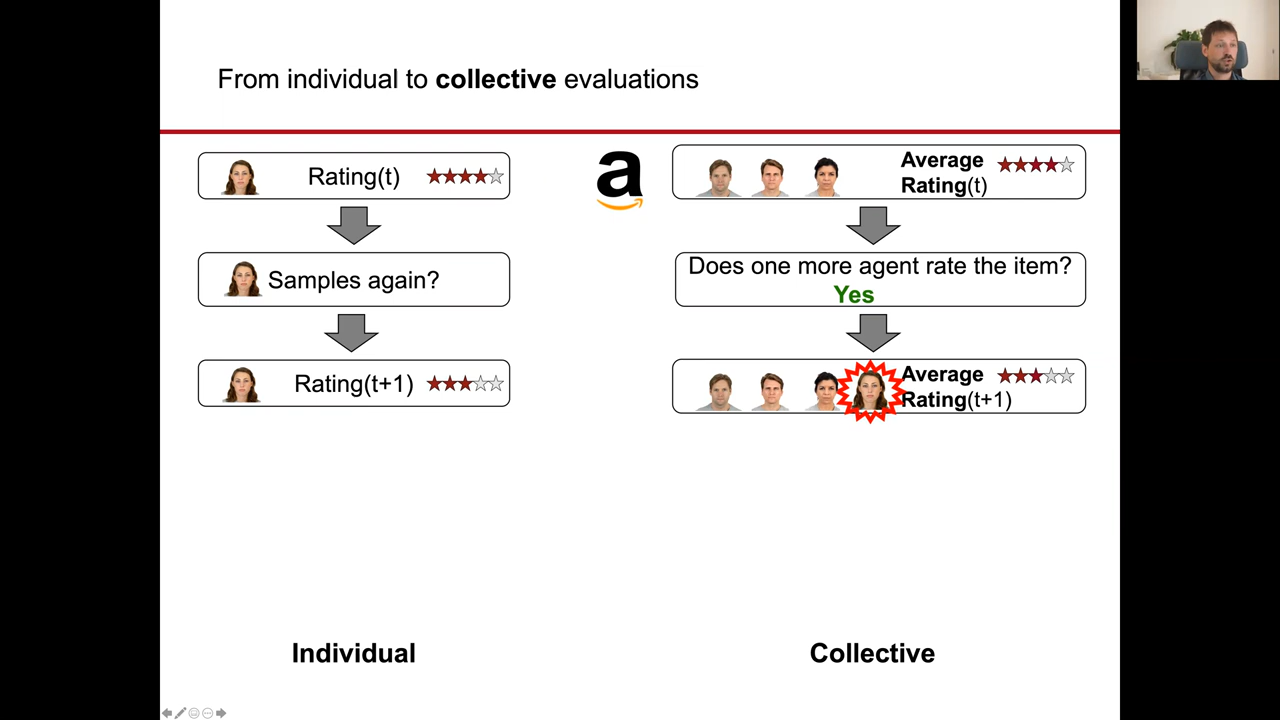 From individual to collective evaluations
Rating(t)
Samples again?
Rating(t+1)
Individual
a
Average
Rating(t)
Does one more agent rate the item?
Yes
Average
Rating(t+1)
Collective